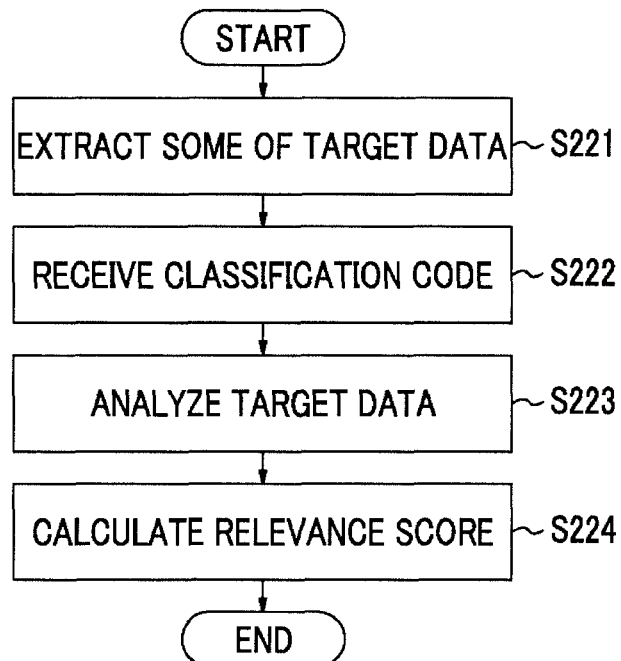 START
EXTRACT SOME OF TARGET DATA
S221
RECEIVE CLASSIFICATION CODE
S222
ANALYZE TARGET DATA
S223
CALCULATE RELEVANCE SCORE
S224
END